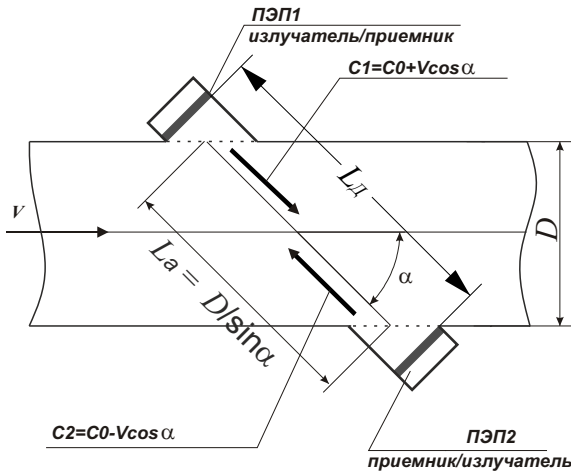 ПЭП1
излучатель/приемник
C1=C0+Vcosα
Lд
D
V
α
La = D/sinα
C2=C0-Vcosα
ПЭП2
приемник/излучатель